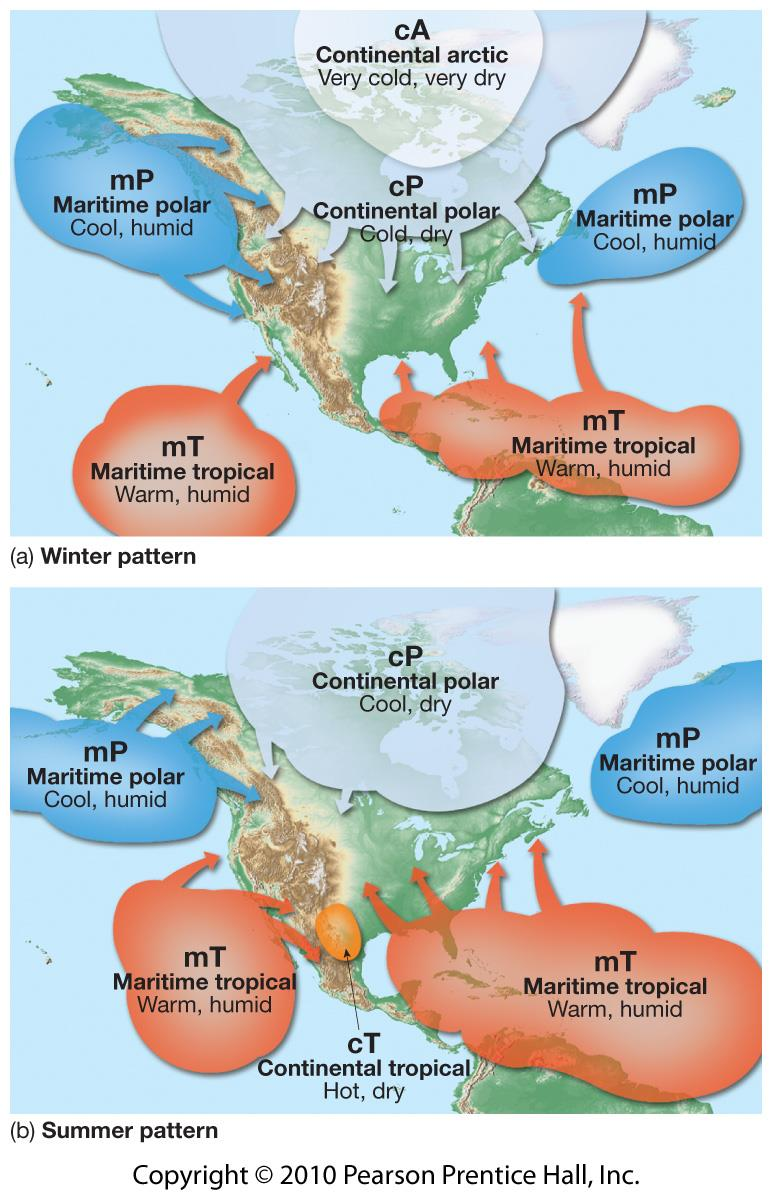 cA
Continental arctic
Very cold, very dry
mP
Maritime polar
Cool, humid
cP
Continental polar
Cold, dry
mP
Maritime polar
Cool, humid
mT
Maritime tropical
Warm, humid
mT
Maritime tropical
Warm, humid
(a) Winter pattern
cP
Continental polar
Cool, dry
mP
Maritime polar
Cool, humid
mP
Maritime polar
Cool, humid
mT
Maritime tropical
Warm, humid
mT
Maritime tropical
Warm, humid
cT
Continental tropical
Hot, dry
(b) Summer pattern
Copyright © 2010 Pearson Prentice Hall, Inc.